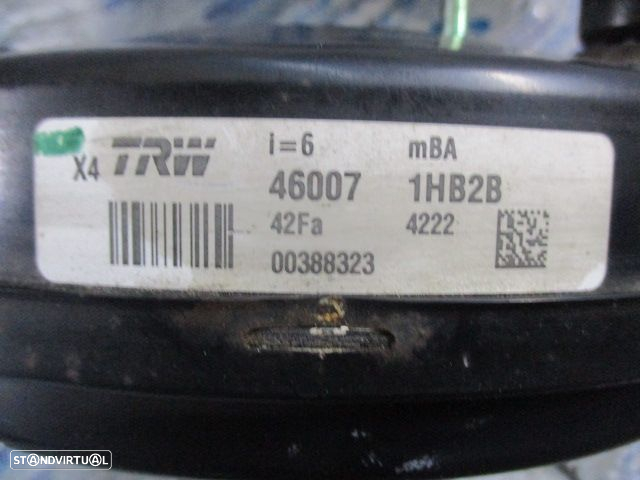 X4 TRW i=6 mBA
46007 1HB2B
42Fa 4222
00388323
STANDVIRTUAL